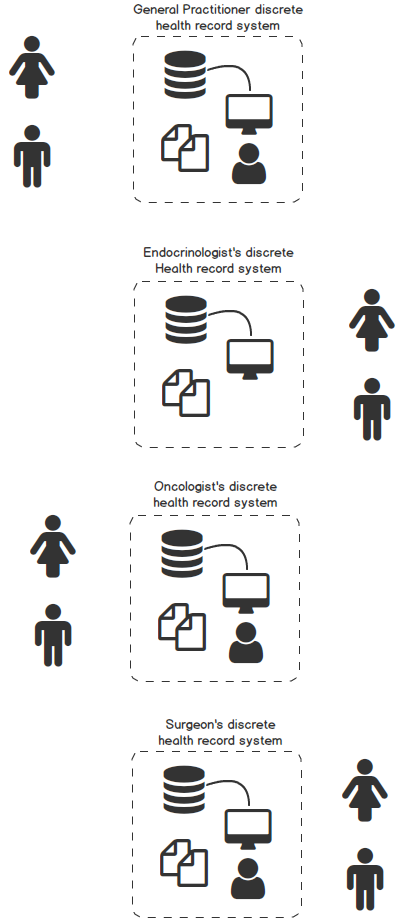 General Practitioner discrete
health record system
Endocrinologist's discrete
Health record system
Oncologist's discrete
health record system
Surgeon's discrete
health record system